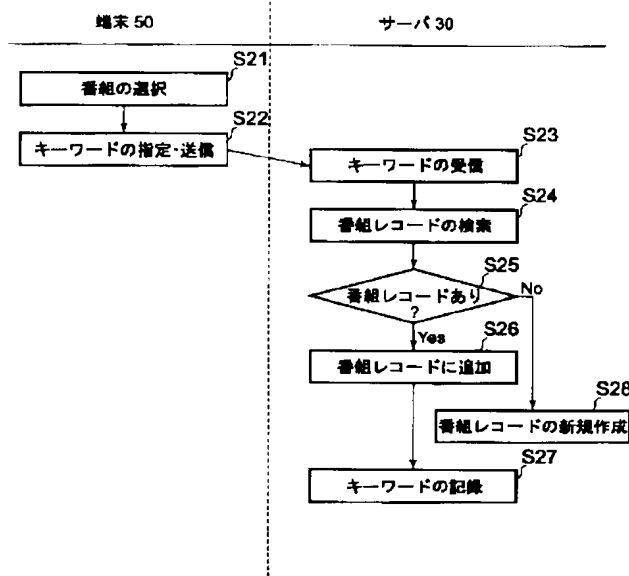 端末 50
サーバ 30
S21
番組の選択
S22
キーワードの指定・送信
S23
キーワードの受信
S24
番組レコードの検索
S25
番組レコードあり
?
No
Yes
S26
番組レコードに追加
S28
番組レコードの新規作成
S27
キーワードの記録